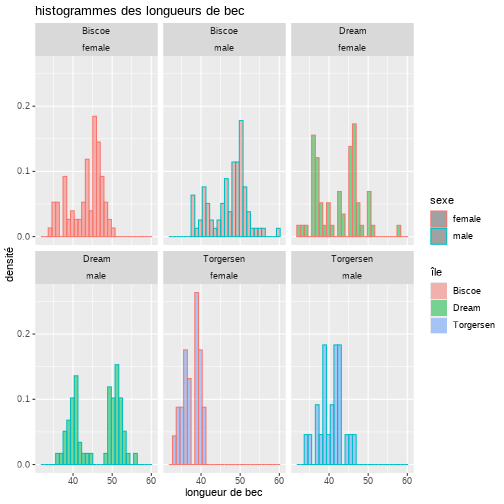 histogrammes des longueurs de bec
Biscoe
female
Biscoe
male
Dream
female
0.2
0.1
0.0
densité
Dream
male
Torgersen
female
Torgersen
male
0.2
0.1
0.0
40 50 60
40 50 60
40 50 60
longueur de bec
sexe
female
male
île
Biscoe
Dream
Torgersen